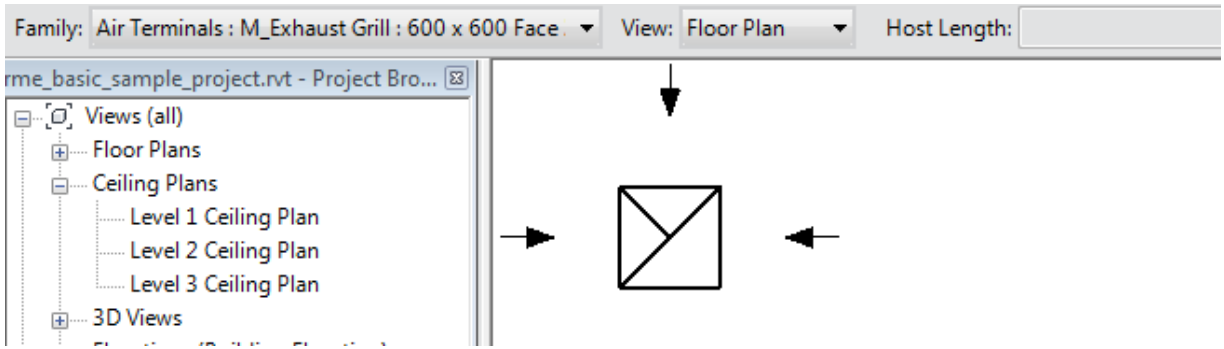 Family: Air Terminals : M_Exhaust Grill : 600 x 600 Face View: Floor Plan Host Length:
rme_basic_sample_project.rvt - Project Bro...
Views (all)
Floor Plans
Ceiling Plans
Level 1 Ceiling Plan
Level 2 Ceiling Plan
Level 3 Ceiling Plan
3D Views